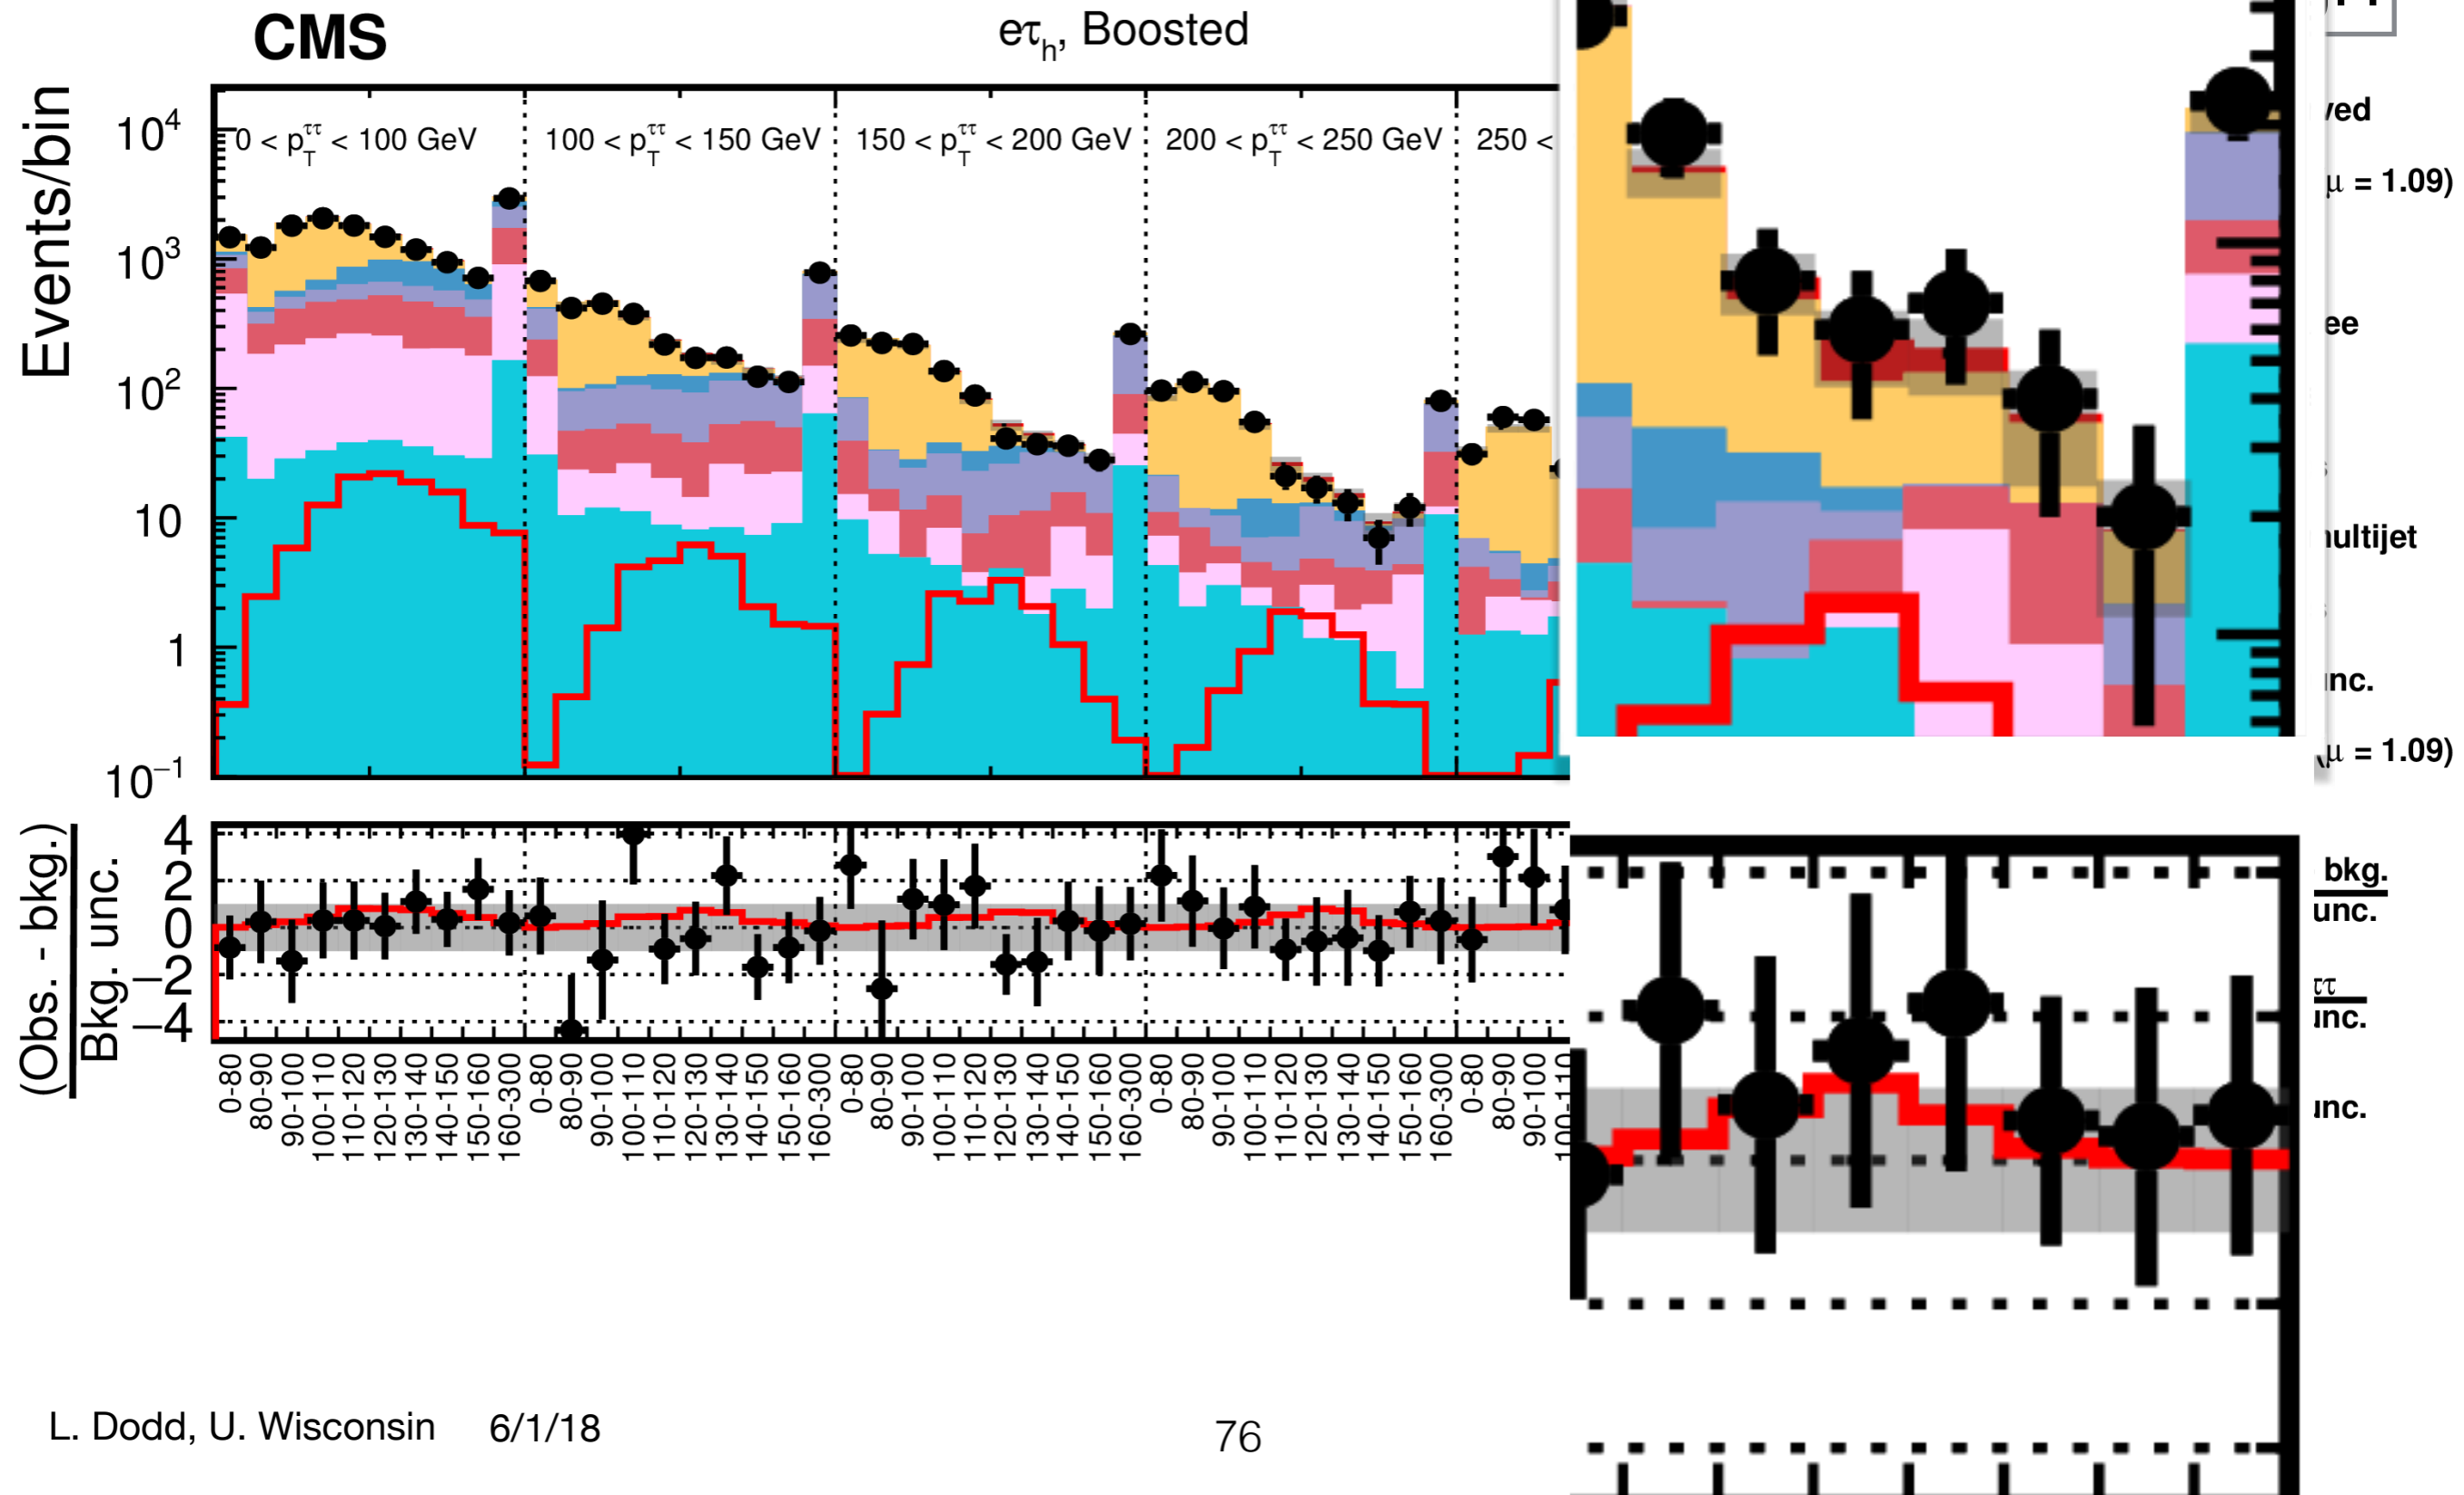 CMS
eτh, Boosted
Events/bin
10⁴
10³
10²
10
1
10⁻¹
0 < pTττ < 100 GeV
100 < pTττ < 150 GeV
150 < pTττ < 200 GeV
200 < pTττ < 250 GeV
250 <
ved
μ = 1.09)
ee
multijet
unc.
μ = 1.09)
(Obs. - bkg.)
Bkg. unc.
4
2
0
−2
−4
bkg.
unc.
ττ
unc.
unc.
0-80
80-90
90-100
100-110
110-120
120-130
130-140
140-150
150-160
160-300
0-80
80-90
90-100
100-110
110-120
120-130
130-140
140-150
150-160
160-300
0-80
80-90
90-100
100-110
110-120
120-130
130-140
140-150
150-160
160-300
0-80
80-90
90-100
100-110
110-120
120-130
130-140
140-150
150-160
160-300
0-80
80-90
90-100
100-110
L. Dodd, U. Wisconsin 6/1/18
76